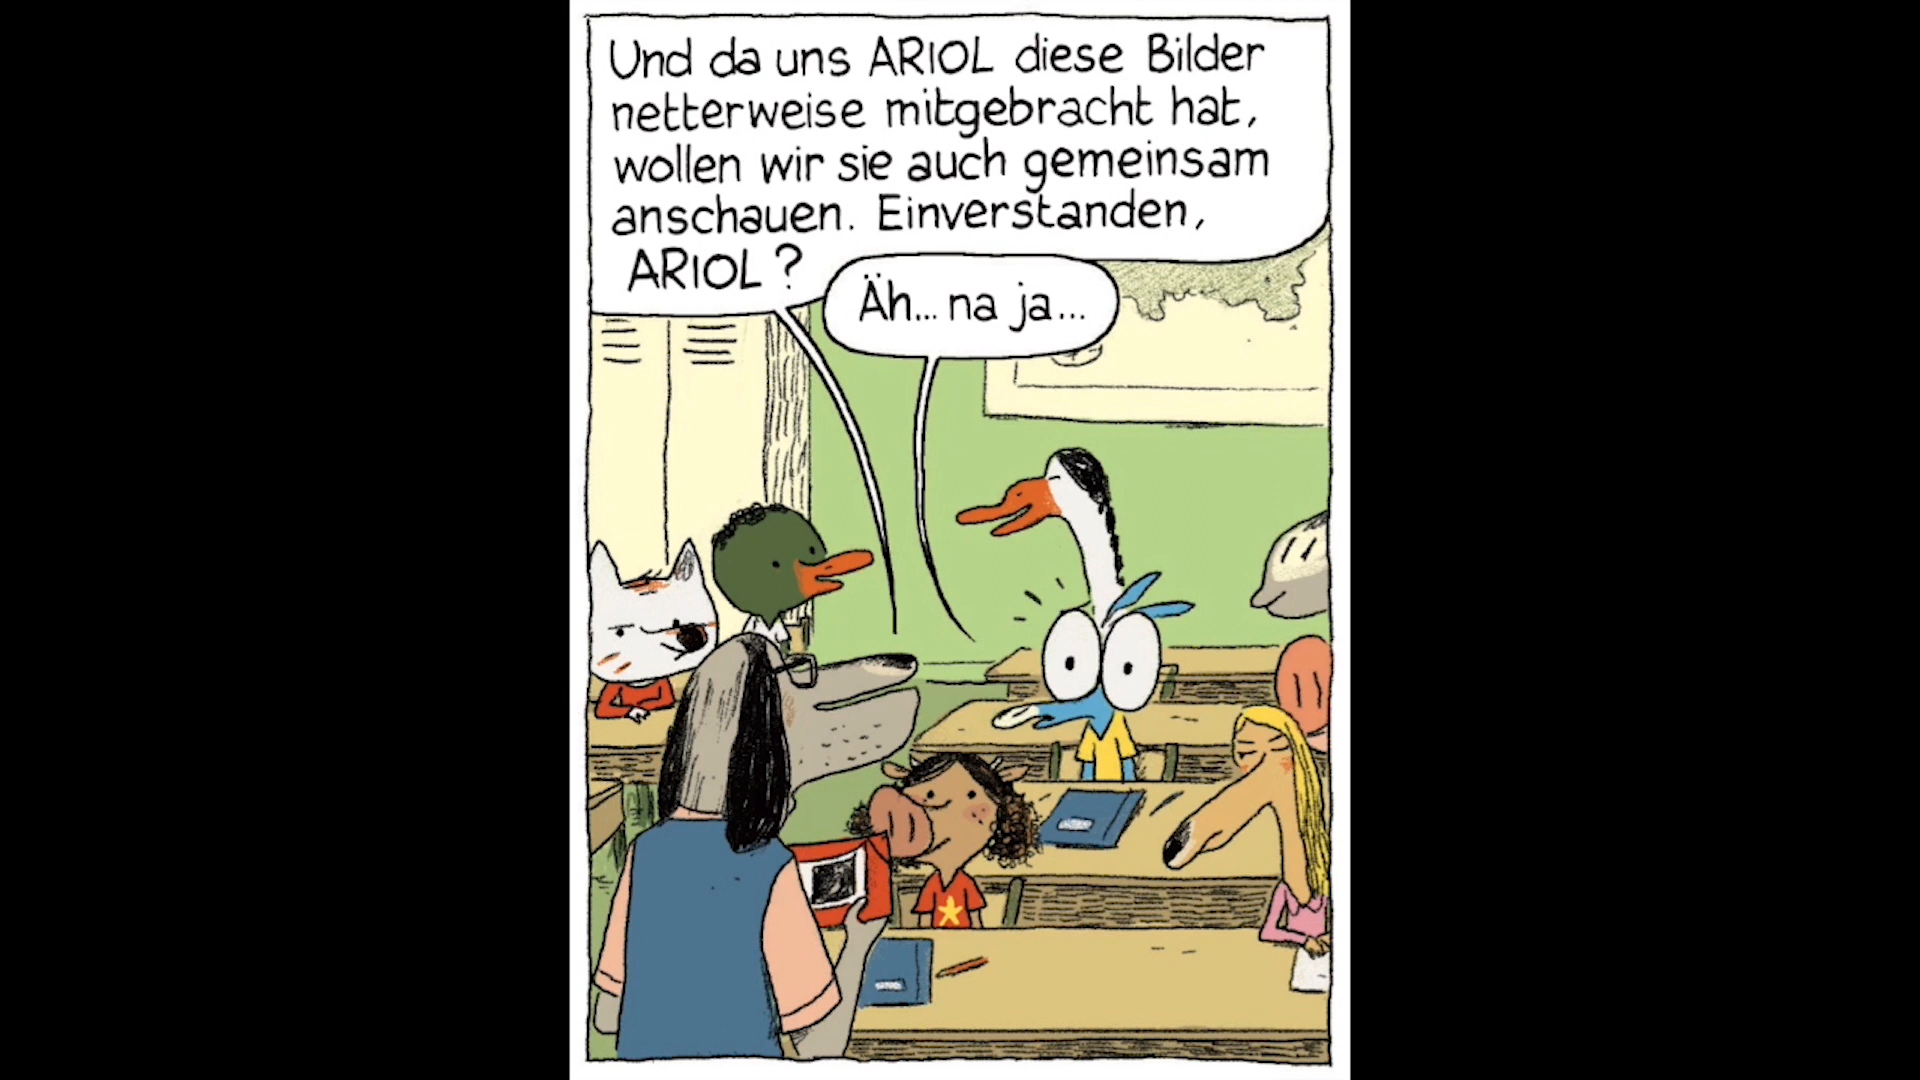 Und da uns ARIOL diese Bilder
netterweise mitgebracht hat,
wollen wir sie auch gemeinsam
anschauen. Einverstanden,
ARIOL?
Äh... na ja...